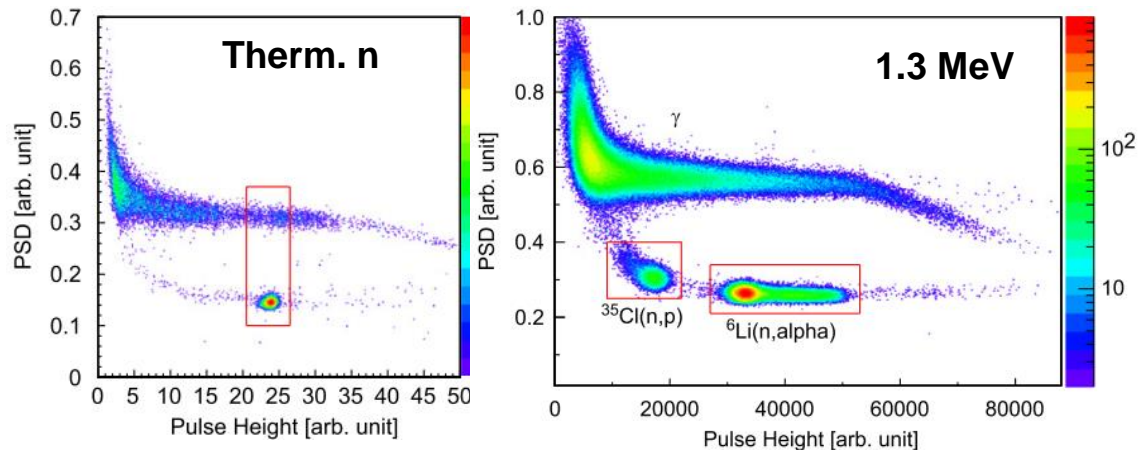 Therm. n
PSD [arb. unit]
0.7
0.6
0.5
0.4
0.3
0.2
0.1
0
0 5 10 15 20 25 30 35 40 45 50
Pulse Height [arb. unit]
1.3 MeV
γ
PSD [arb. unit]
1.0
0.8
0.6
0.4
0.2
³⁵Cl(n,p)
⁶Li(n,alpha)
0 20000 40000 60000 80000
Pulse Height [arb. unit]
10²
10